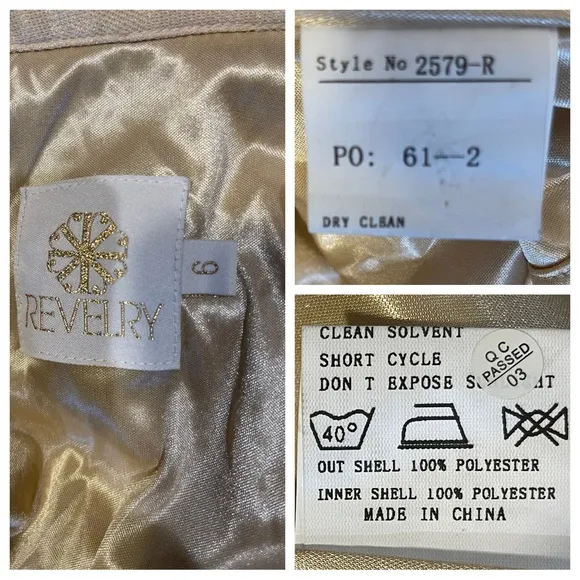 REVELRY
6
Style No 2579-R
PO: 61--2
DRY CLEAN
CLEAN SOLVENT
SHORT CYCLE
DON T EXPOSE
QC
PASSED
03
40°
OUT SHELL 100% POLYESTER
INNER SHELL 100% POLYESTER
MADE IN CHINA